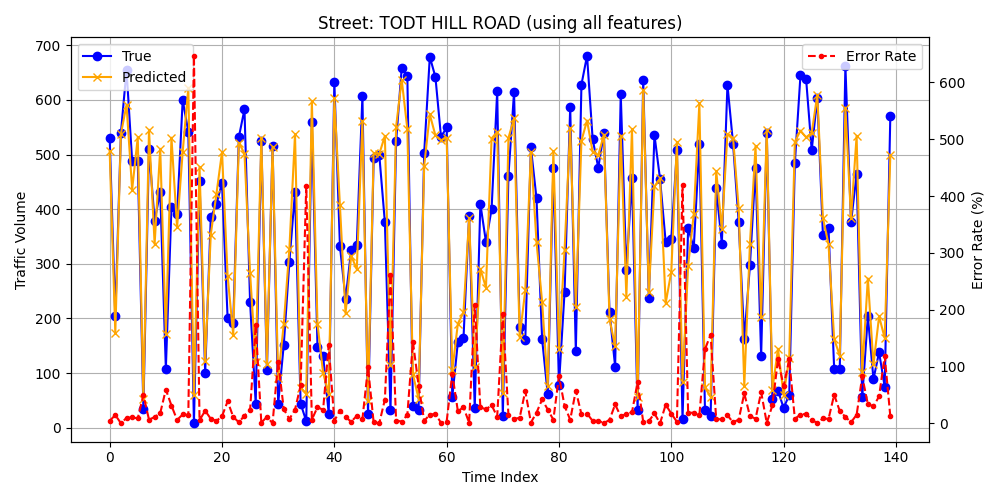 Street: TODT HILL ROAD (using all features)
True
Predicted
Error Rate
700
600
500
400
300
200
100
0
600
500
400
300
200
100
0
Traffic Volume
Error Rate (%)
0 20 40 60 80 100 120 140
Time Index